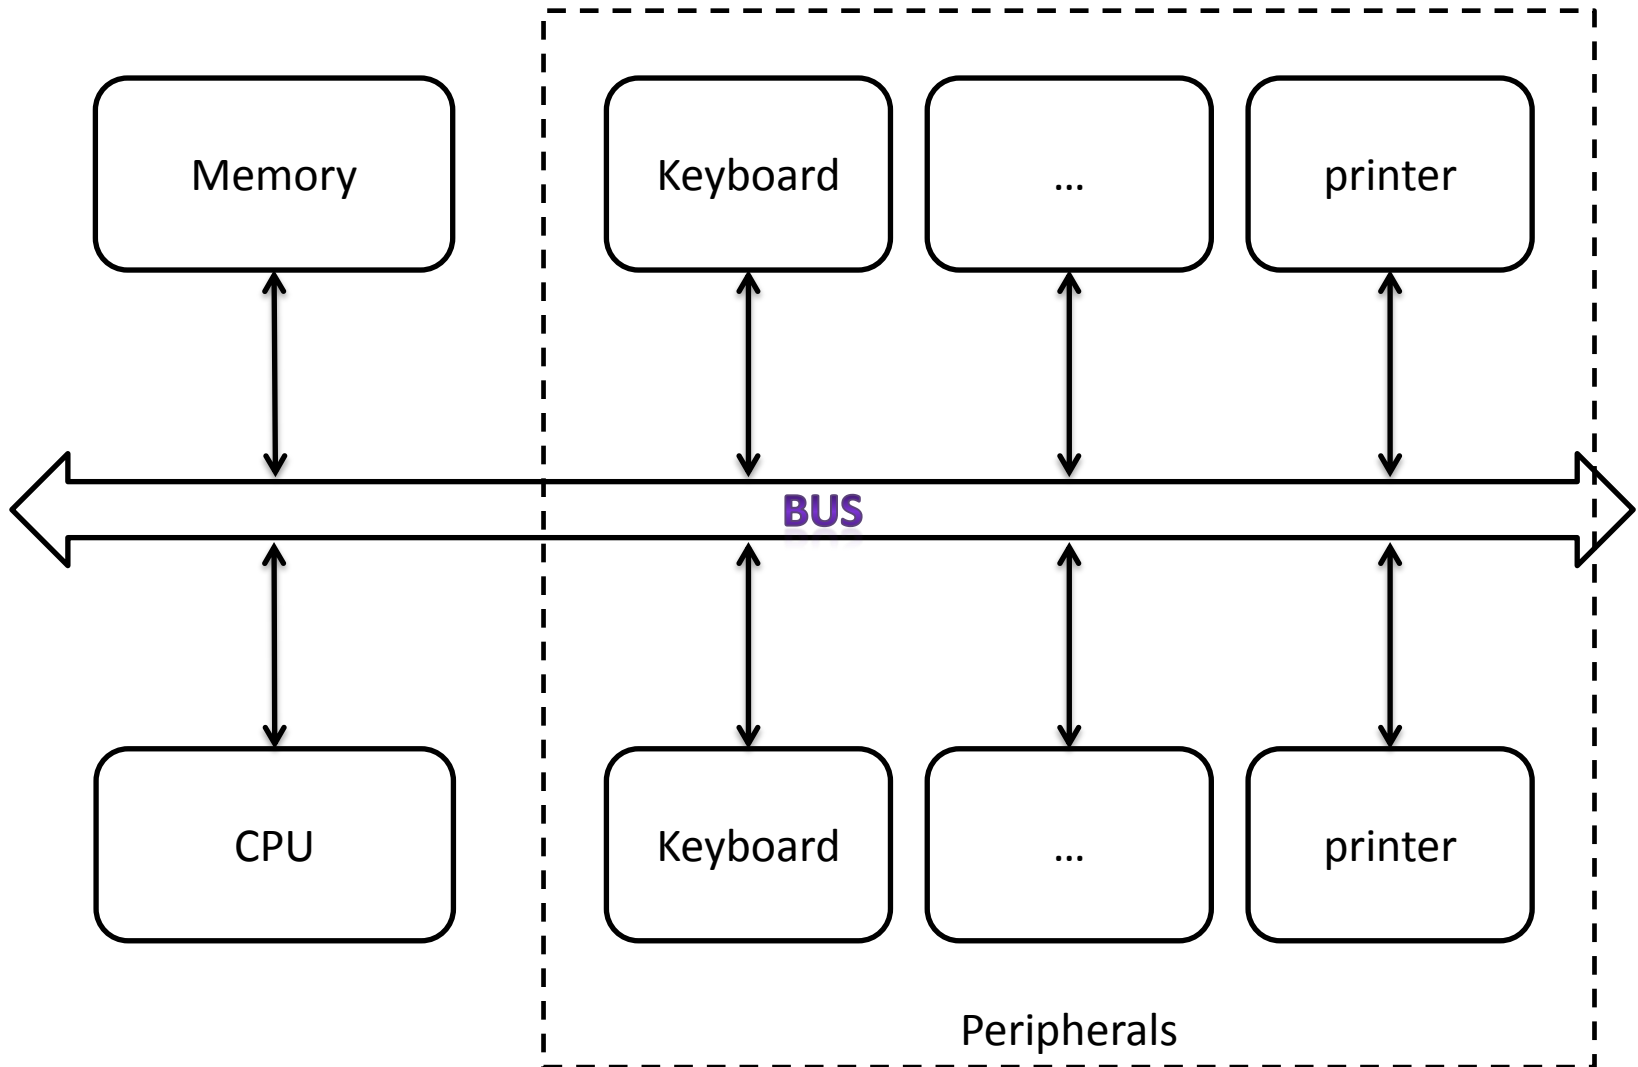 Memory
Keyboard
...
printer
BUS
CPU
Keyboard
...
printer
Peripherals